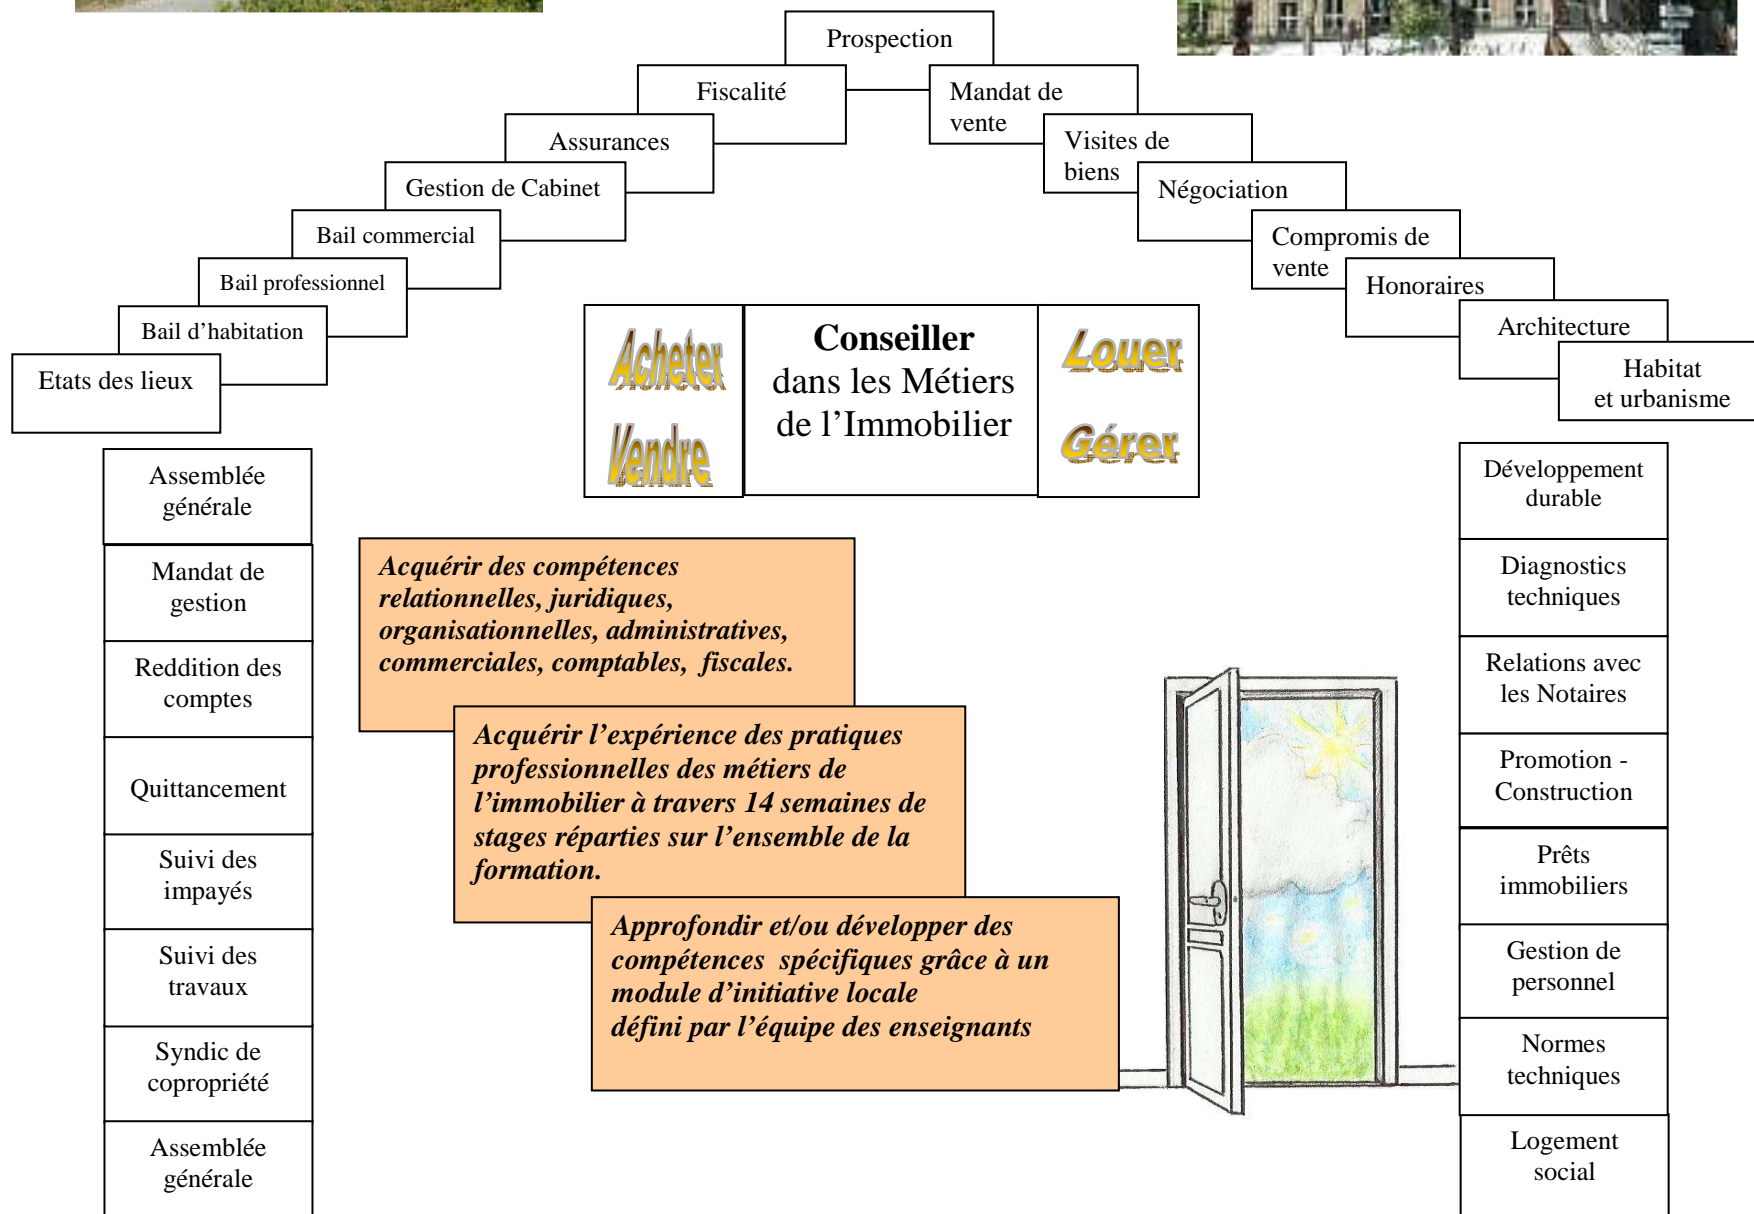 Prospection
Fiscalité
Mandat de
vente
Assurances
Visites de
biens
Gestion de Cabinet
Négociation
Bail commercial
Compromis de
vente
Bail professionnel
Honoraires
Bail d’habitation
Architecture
Etats des lieux
Habitat
et urbanisme
Acheter
Vendre
Conseiller
dans les Métiers
de l’Immobilier
Louer
Gérer
Assemblée
générale
Mandat de
gestion
Reddition des
comptes
Quittancement
Suivi des
impayés
Suivi des
travaux
Syndic de
copropriété
Assemblée
générale
Acquérir des compétences
relationnelles, juridiques,
organisationnelles, administratives,
commerciales, comptables, fiscales.
Acquérir l’expérience des pratiques
professionnelles des métiers de
l’immobilier à travers 14 semaines de
stages réparties sur l’ensemble de la
formation.
Approfondir et/ou développer des
compétences spécifiques grâce à un
module d’initiative locale
défini par l’équipe des enseignants
Développement
durable
Diagnostics
techniques
Relations avec
les Notaires
Promotion -
Construction
Prêts
immobiliers
Gestion de
personnel
Normes
techniques
Logement
social